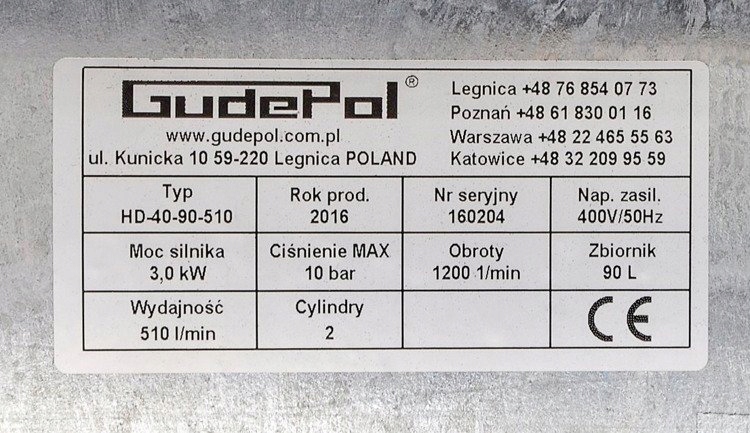 GudePol®
www.gudepol.com.pl
ul. Kunicka 10 59-220 Legnica POLAND
Legnica +48 76 854 07 73
Poznań +48 61 830 01 16
Warszawa +48 22 465 55 63
Katowice +48 32 209 95 59
Typ
HD-40-90-510
Rok prod.
2016
Nr seryjny
160204
Nap. zasil.
400V/50Hz
Moc silnika
3,0 kW
Ciśnienie MAX
10 bar
Obroty
1200 1/min
Zbiornik
90 L
Wydajność
510 l/min
Cylindry
2
CE